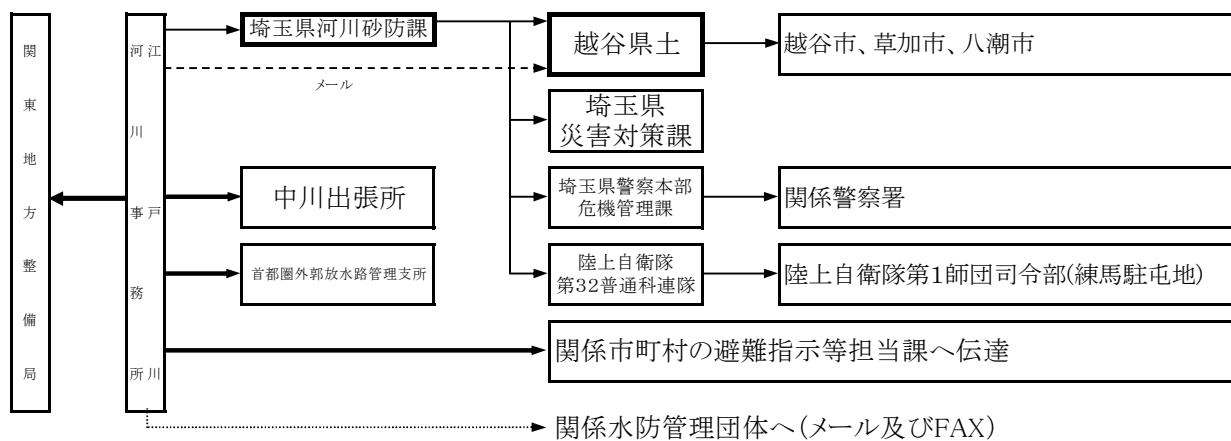 関東地方整備局
江戸川
河川事務所
埼玉県河川砂防課
メール
中川出張所
首都圏外郭放水路管理支所
越谷県土
越谷市、草加市、八潮市
埼玉県
災害対策課
埼玉県警察本部
危機管理課
関係警察署
陸上自衛隊
第32普通科連隊
陸上自衛隊第1師団司令部(練馬駐屯地)
関係市町村の避難指示等担当課へ伝達
関係水防管理団体へ(メール及びFAX)